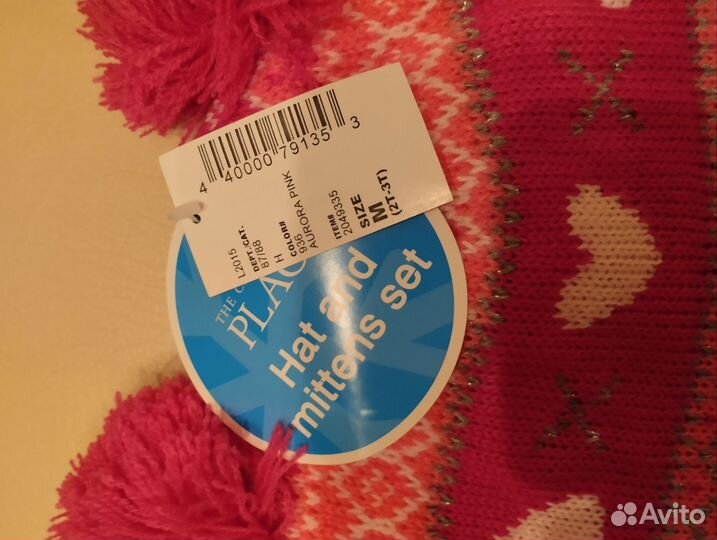 4 40000 79135 3
L2015
DEPT./CAT.
87/88
H
COLOR#
936
AURORA PINK
ITEM#
2049335
SIZE
M
(2T-3T)
THE
PLAC
Hat and
mittens set
Avito